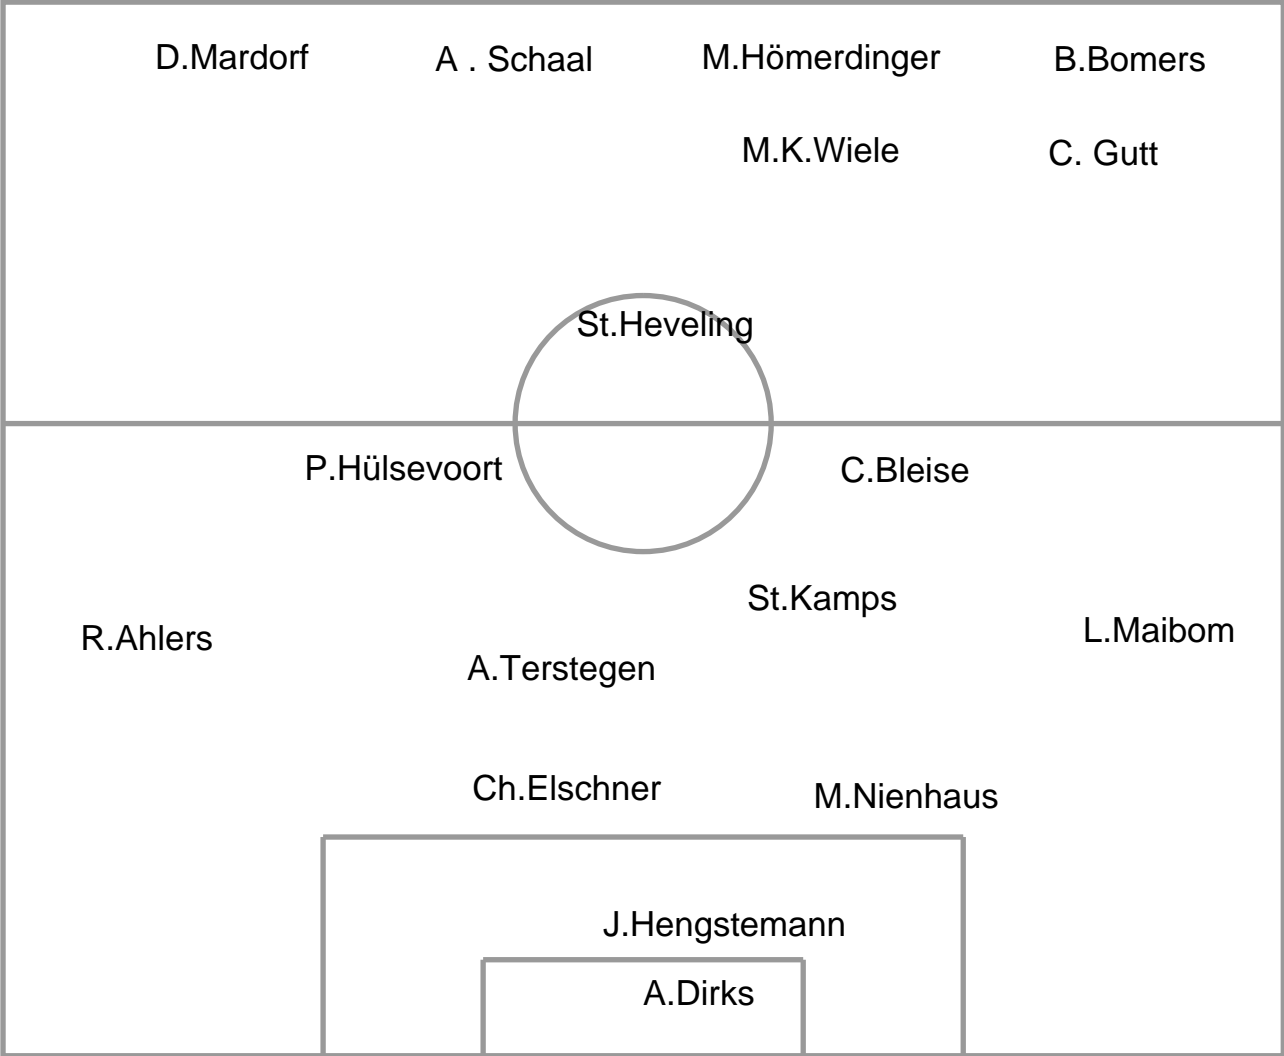 D.Mardorf
A . Schaal
M.Hömerdinger
B.Bomers
M.K.Wiele
C. Gutt
St.Heveling
P.Hülsevoort
C.Bleise
St.Kamps
R.Ahlers
L.Maibom
A.Terstegen
Ch.Elschner
M.Nienhaus
J.Hengstemann
A.Dirks